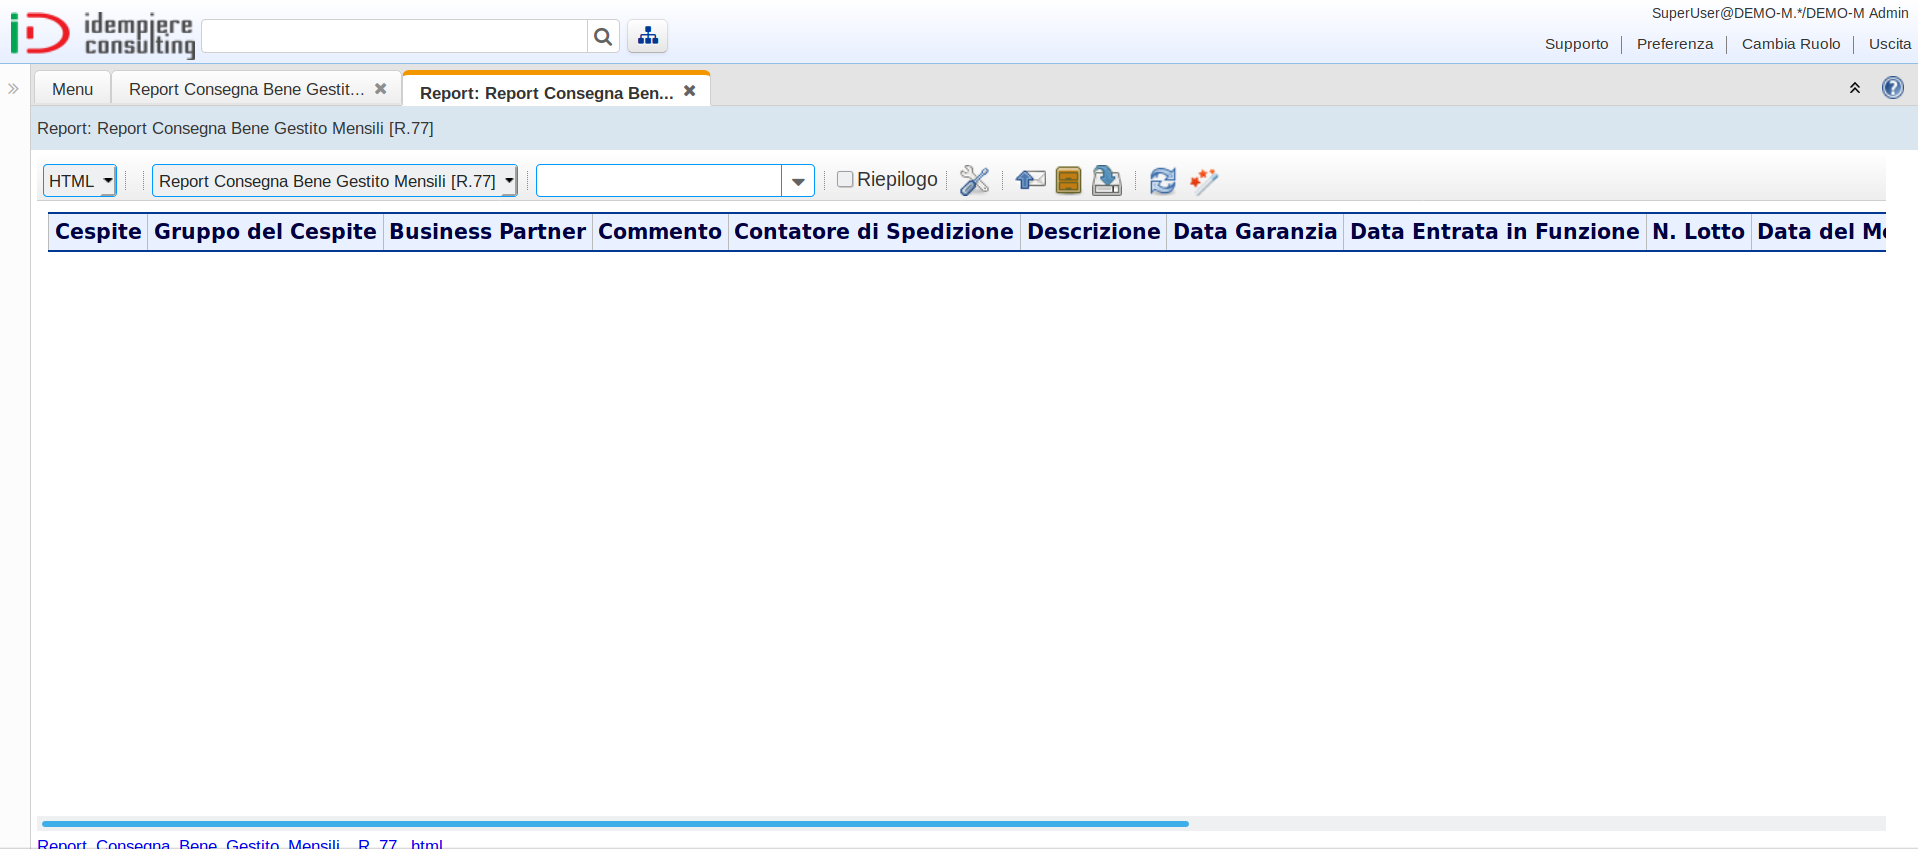 idempiere
consulting
SuperUser@DEMO-M.*/DEMO-M Admin
Supporto Preferenza Cambia Ruolo Uscita
Menu Report Consegna Bene Gestit... Report: Report Consegna Ben...
Report: Report Consegna Bene Gestito Mensili [R.77]
HTML Report Consegna Bene Gestito Mensili [R.77] Riepilogo
Cespite Gruppo del Cespite Business Partner Commento Contatore di Spedizione Descrizione Data Garanzia Data Entrata in Funzione N. Lotto Data del
Report_Consegna_Bene_Gestito_Mensili__R_77_.html